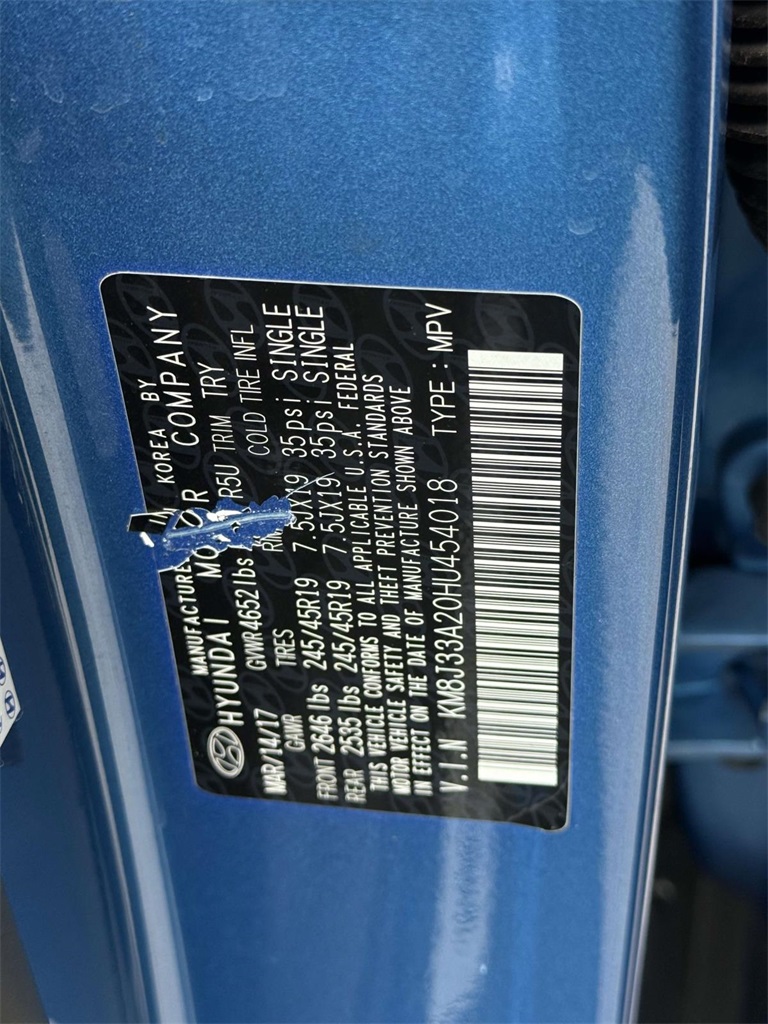 MANUFACTURE KOREA BY
HYUNDAI MOTOR COMPANY
MAR/14/17 GVWR 4652 lbs R5U TRIM TRY
GAWR TIRES COLD TIRE INFL
FRONT 2646 lbs 245/45R19 7.50X19 35psi SINGLE
REAR 2535 lbs 245/45R19 7.50X19 35psi SINGLE
THIS VEHICLE CONFORMS TO ALL APPLICABLE U.S.A. FEDERAL
MOTOR VEHICLE SAFETY AND THEFT PREVENTION STANDARDS
IN EFFECT ON THE DATE OF MANUFACTURE SHOWN ABOVE
V.I.N KM8J33A20HU454018 TYPE : MPV